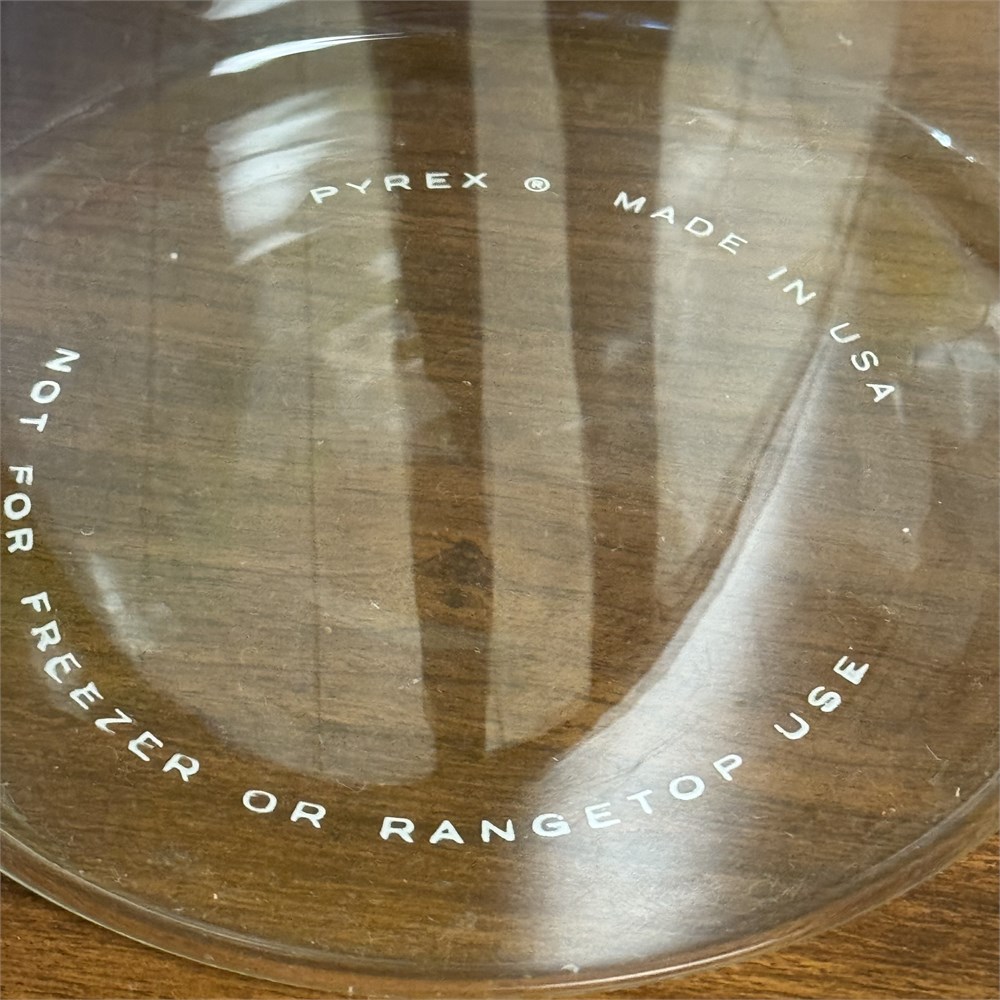 PYREX ® MADE IN USA
NOT FOR FREEZER OR RANGETOP USE